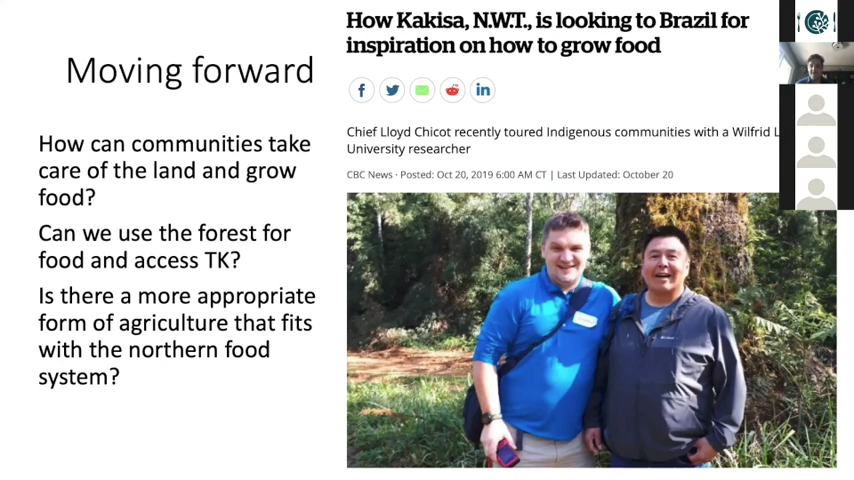 Moving forward
How can communities take
care of the land and grow
food?
Can we use the forest for
food and access TK?
Is there a more appropriate
form of agriculture that fits
with the northern food
system?
How Kakisa, N.W.T., is looking to Brazil for
inspiration on how to grow food
Chief Lloyd Chicot recently toured Indigenous communities with a Wilfrid L
University researcher
CBC News · Posted: Oct 20, 2019 6:00 AM CT | Last Updated: October 20